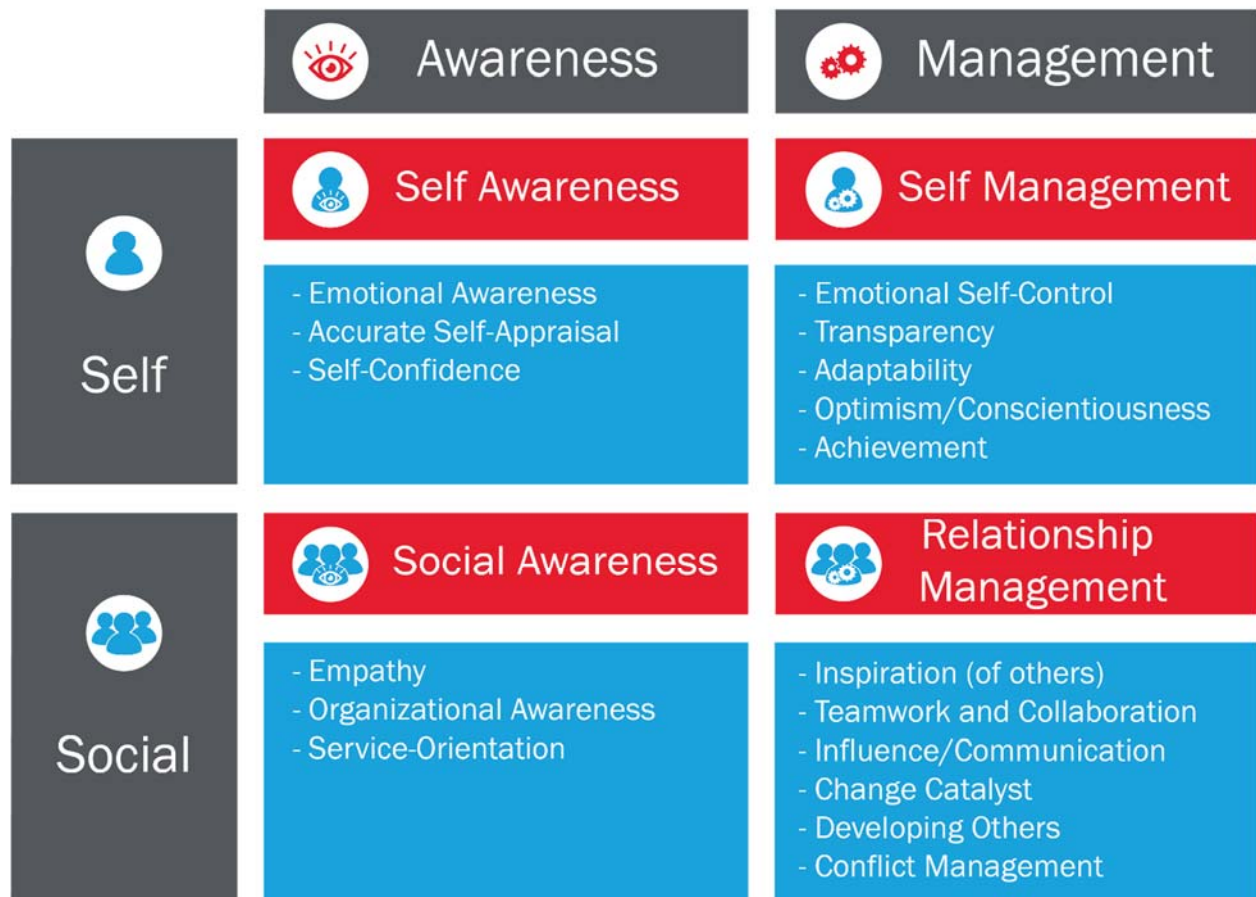 Awareness
Management
Self
Self Awareness
- Emotional Awareness
- Accurate Self-Appraisal
- Self-Confidence
Self Management
- Emotional Self-Control
- Transparency
- Adaptability
- Optimism/Conscientiousness
- Achievement
Social
Social Awareness
- Empathy
- Organizational Awareness
- Service-Orientation
Relationship
Management
- Inspiration (of others)
- Teamwork and Collaboration
- Influence/Communication
- Change Catalyst
- Developing Others
- Conflict Management